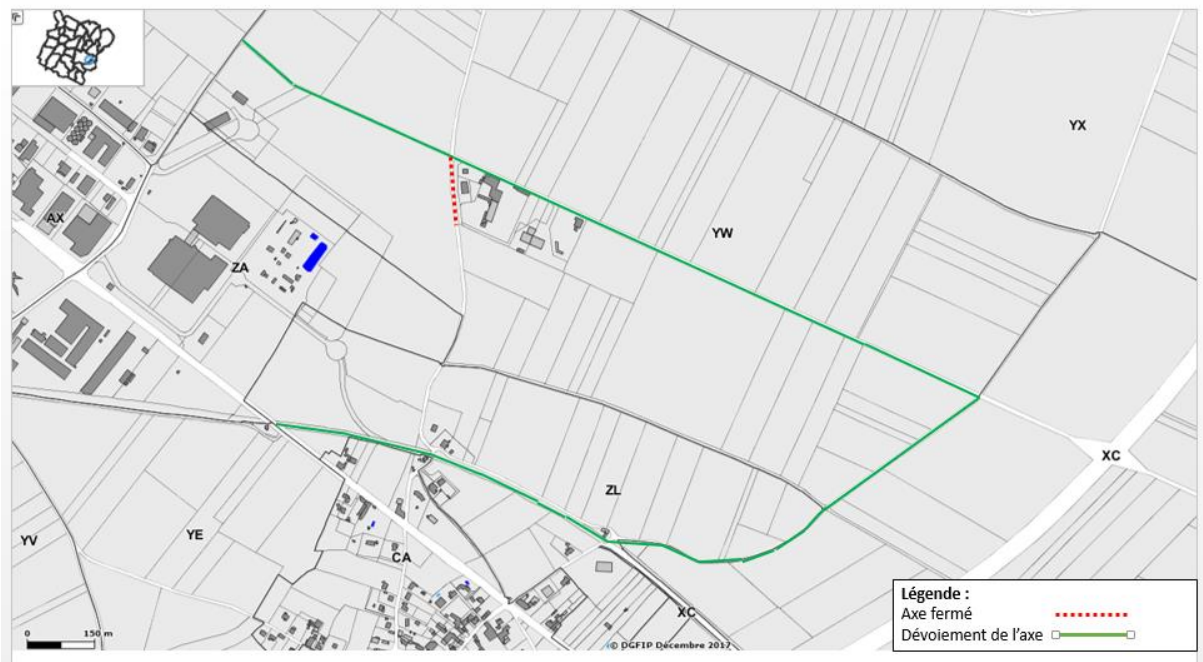 YX
AX
YW
ZA
XC
ZL
YV
YE
CA
XC
Légende :
Axe fermé
Dévoiement de l'axe
0 150 m
© DGFIP Décembre 2017